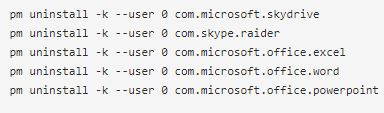 pm uninstall -k --user 0 com.microsoft.skydrive
pm uninstall -k --user 0 com.skype.raider
pm uninstall -k --user 0 com.microsoft.office.excel
pm uninstall -k --user 0 com.microsoft.office.word
pm uninstall -k --user 0 com.microsoft.office.powerpoint